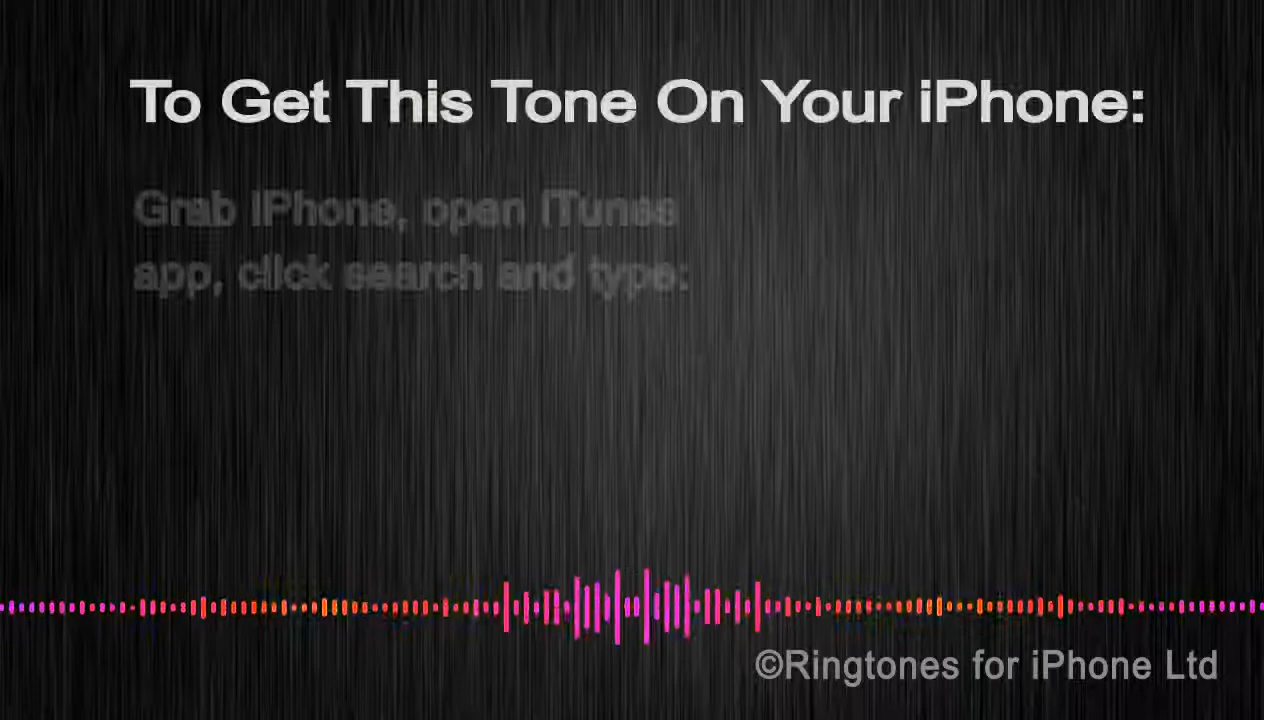 To Get This Tone On Your iPhone:
Grab iPhone, open iTunes
app, click search and type:
©Ringtones for iPhone Ltd